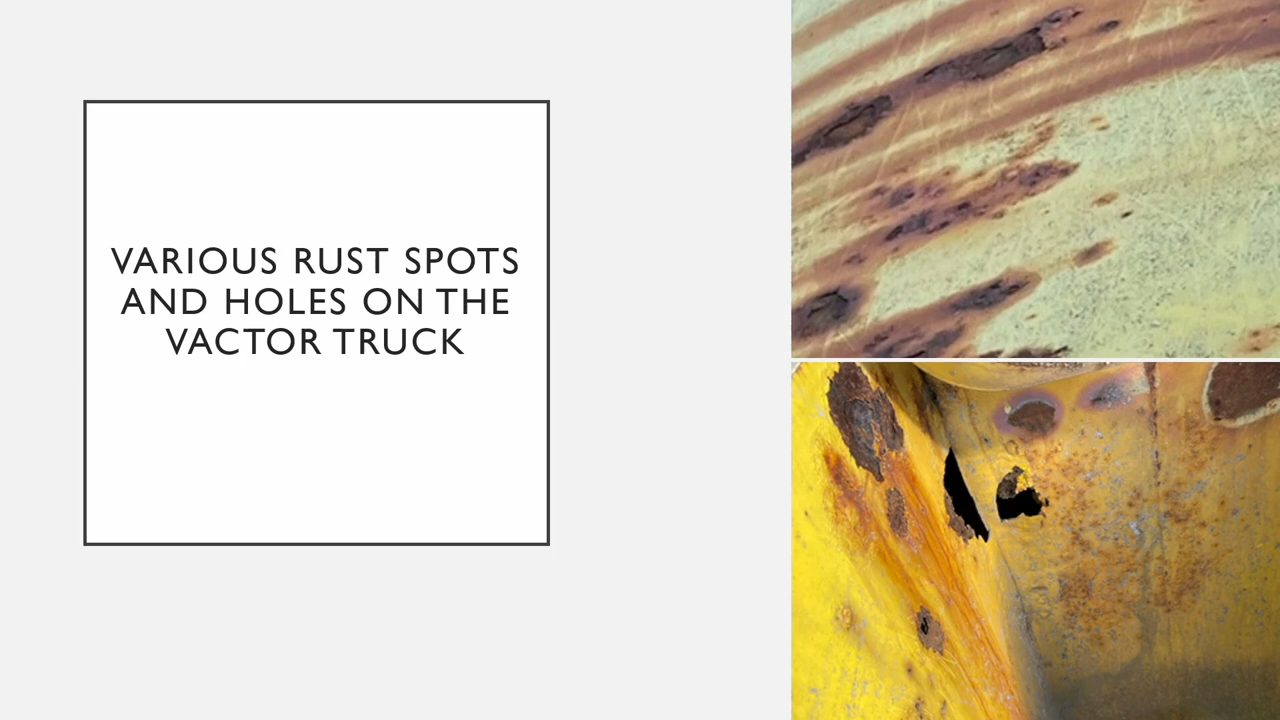 VARIOUS RUST SPOTS
AND HOLES ON THE
VACTOR TRUCK